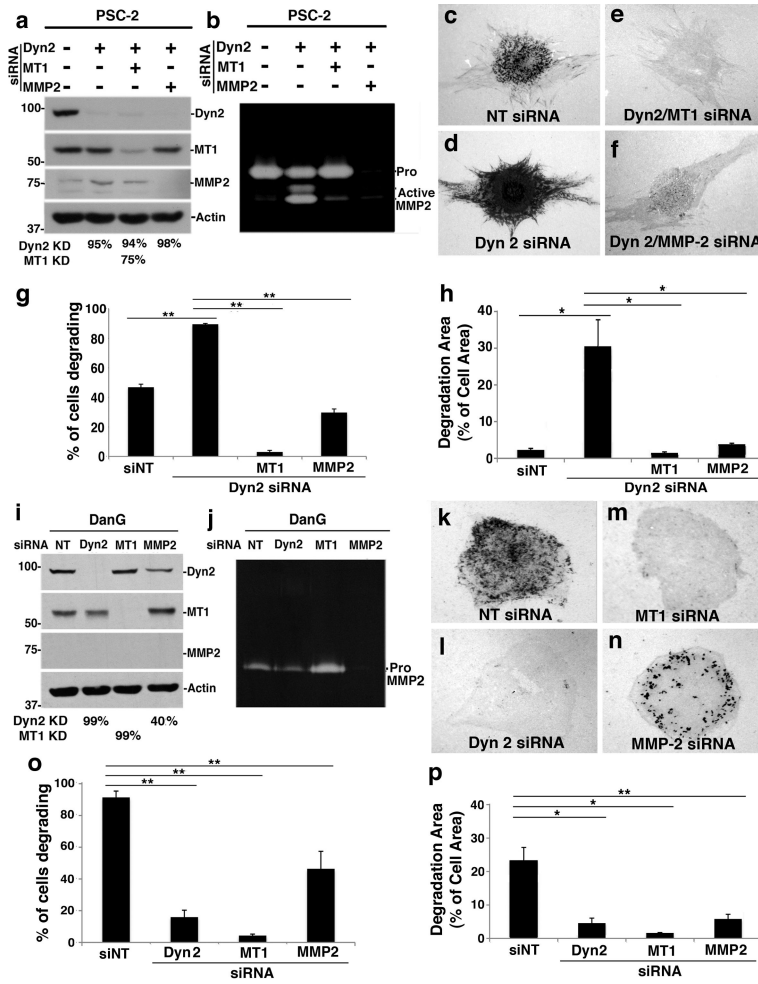 a
PSC-2
siRNA
Dyn2 - + + +
MT1 - - + -
MMP2 - - - +
100-
-Dyn2
-MT1
50-
75-
-MMP2
-Actin
37-
Dyn2 KD 95% 94% 98%
MT1 KD 75%
b
PSC-2
siRNA
Dyn2 - + + +
MT1 - - + -
MMP2 - - - +
Pro
Active
MMP2
c
NT siRNA
e
Dyn2/MT1 siRNA
d
Dyn 2 siRNA
f
Dyn 2/MMP-2 siRNA
g
% of cells degrading
100
80
60
40
20
0
**
**
**
siNT
MT1
MMP2
Dyn2 siRNA
h
Degradation Area
(% of Cell Area)
40
30
20
10
0
*
*
*
siNT
MT1
MMP2
Dyn2 siRNA
i
DanG
siRNA NT Dyn2 MT1 MMP2
100-
-Dyn2
-MT1
50-
75-
-MMP2
-Actin
37-
Dyn2 KD 99% 40%
MT1 KD 99%
j
DanG
siRNA NT Dyn2 MT1 MMP2
Pro
MMP2
k
NT siRNA
m
MT1 siRNA
l
Dyn 2 siRNA
n
MMP-2 siRNA
o
% of cells degrading
100
80
60
40
20
0
**
**
**
siNT
Dyn2
MT1
MMP2
siRNA
p
Degradation Area
(% of Cell Area)
40
30
20
10
0
**
*
*
siNT
Dyn2
MT1
MMP2
siRNA